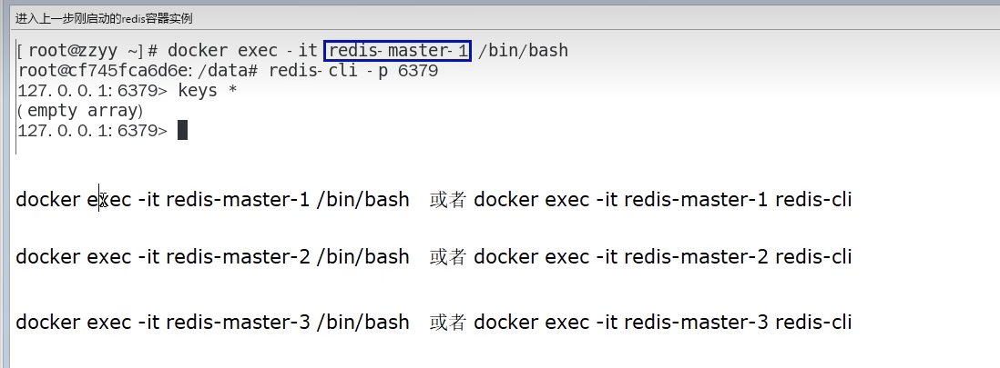 进入上一步刚启动的redis容器实例
[root@zzyy ~]# docker exec -it redis-master-1 /bin/bash
root@cf745fca6d6e:/data# redis-cli -p 6379
127.0.0.1:6379> keys *
(empty array)
127.0.0.1:6379>
docker exec -it redis-master-1 /bin/bash 或者 docker exec -it redis-master-1 redis-cli
docker exec -it redis-master-2 /bin/bash 或者 docker exec -it redis-master-2 redis-cli
docker exec -it redis-master-3 /bin/bash 或者 docker exec -it redis-master-3 redis-cli